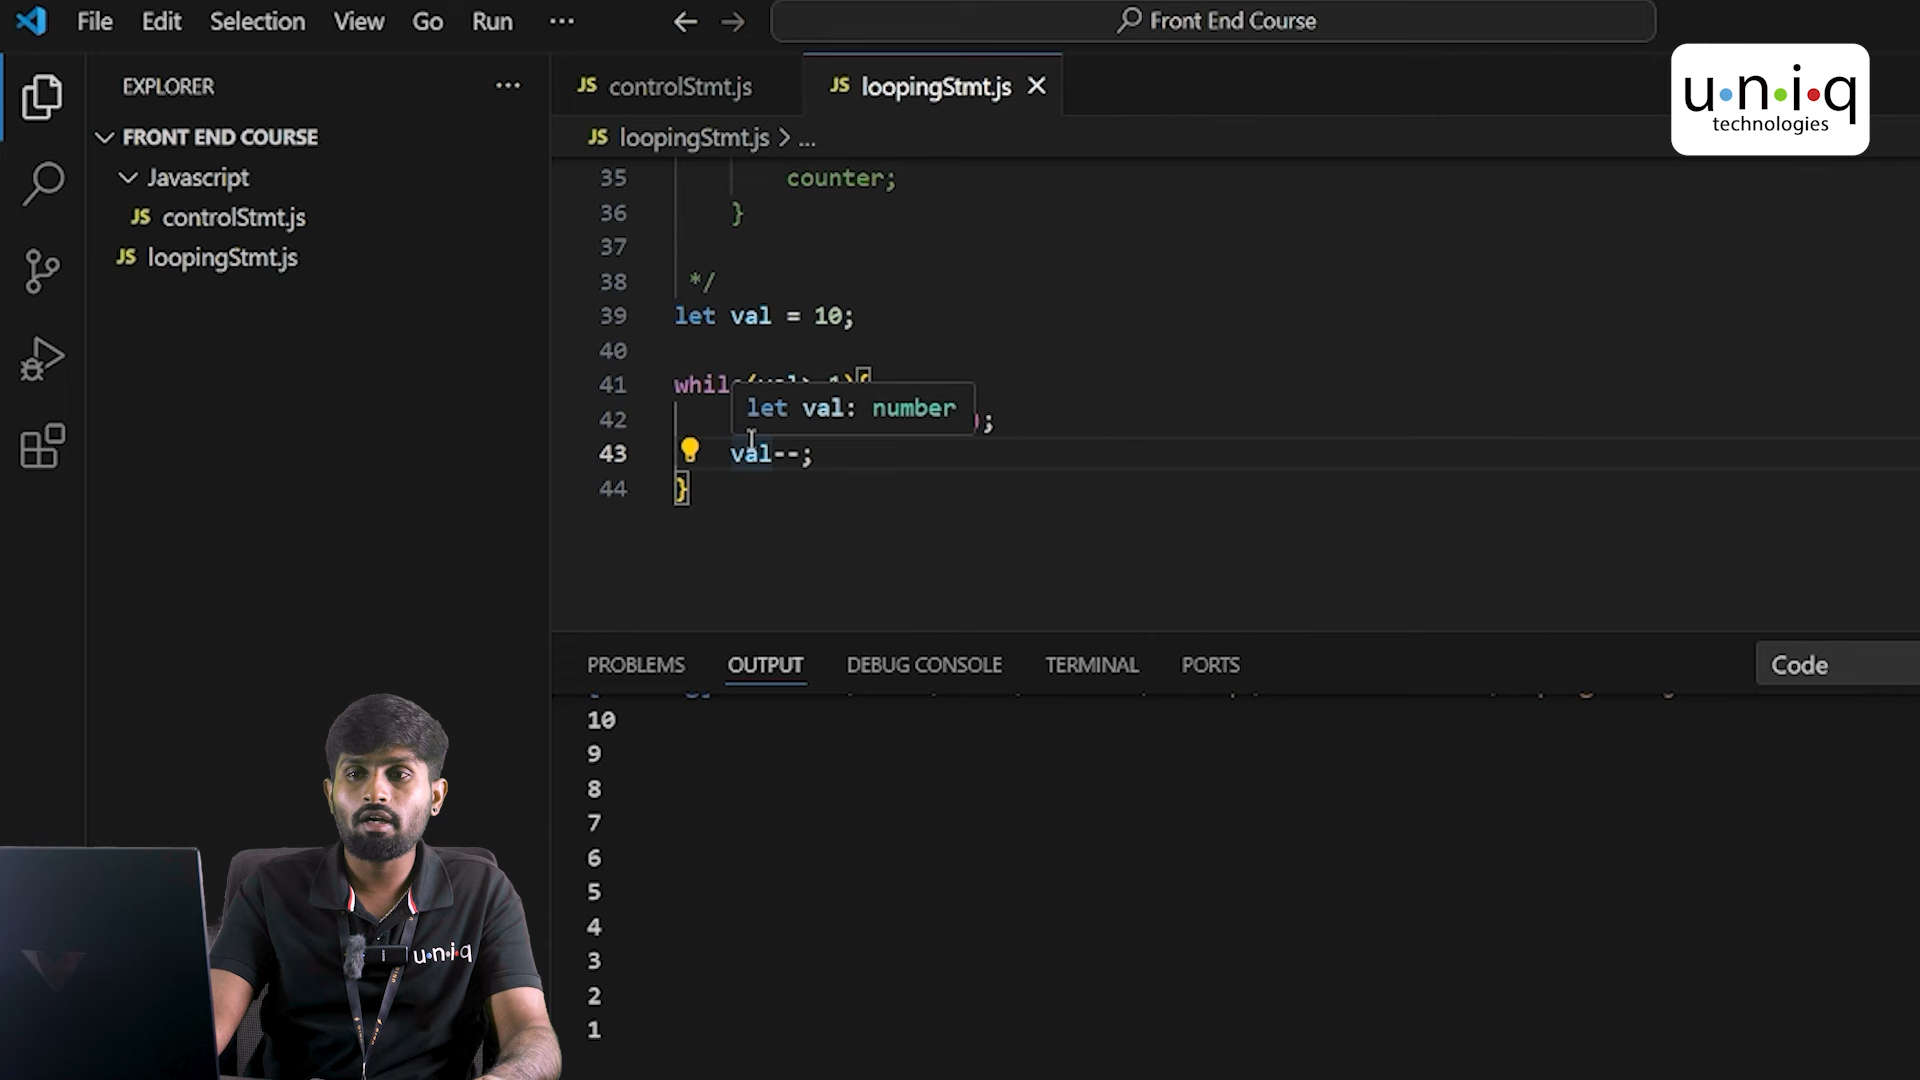 File Edit Selection View Go Run ...
Front End Course
u·n·i·q
technologies
EXPLORER ...
FRONT END COURSE
Javascript
JS controlStmt.js
JS loopingStmt.js
JS controlStmt.js
JS loopingStmt.js
JS loopingStmt.js > ...
35 counter;
36 }
37
38 */
39 let val = 10;
40
41 while
let val: number
42 );
43 val--;
44 }
PROBLEMS OUTPUT DEBUG CONSOLE TERMINAL PORTS
Code
10
9
8
7
6
5
4
3
2
1
u·n·i·q